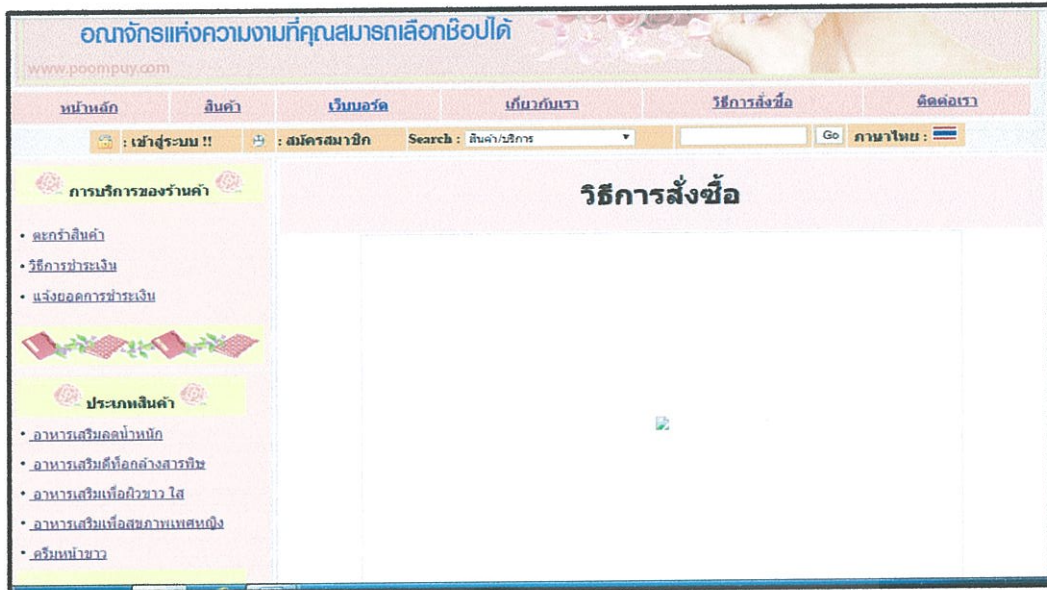 อณาจักรแห่งความงามที่คุณสมารถเลือกช๊อปได้
www.poompuy.com
หน้าหลัก สินค้า เว็บบอร์ด เกี่ยวกับเรา วิธีการสั่งซื้อ ติดต่อเรา
: เข้าสู่ระบบ !! : สมัครสมาชิก Search : สินค้า/บริการ Go ภาษาไทย :
การบริการของร้านค้า
วิธีการสั่งซื้อ
• ตะกร้าสินค้า
• วิธีการชำระเงิน
• แจ้งยอดการชำระเงิน
ประเภทสินค้า
• อาหารเสริมลดน้ำหนัก
• อาหารเสริมดีท็อกล้างสารพิษ
• อาหารเสริมเพื่อผิวขาว ใส
• อาหารเสริมเพื่อสุขภาพเพศหญิง
• ครีมหน้าขาว